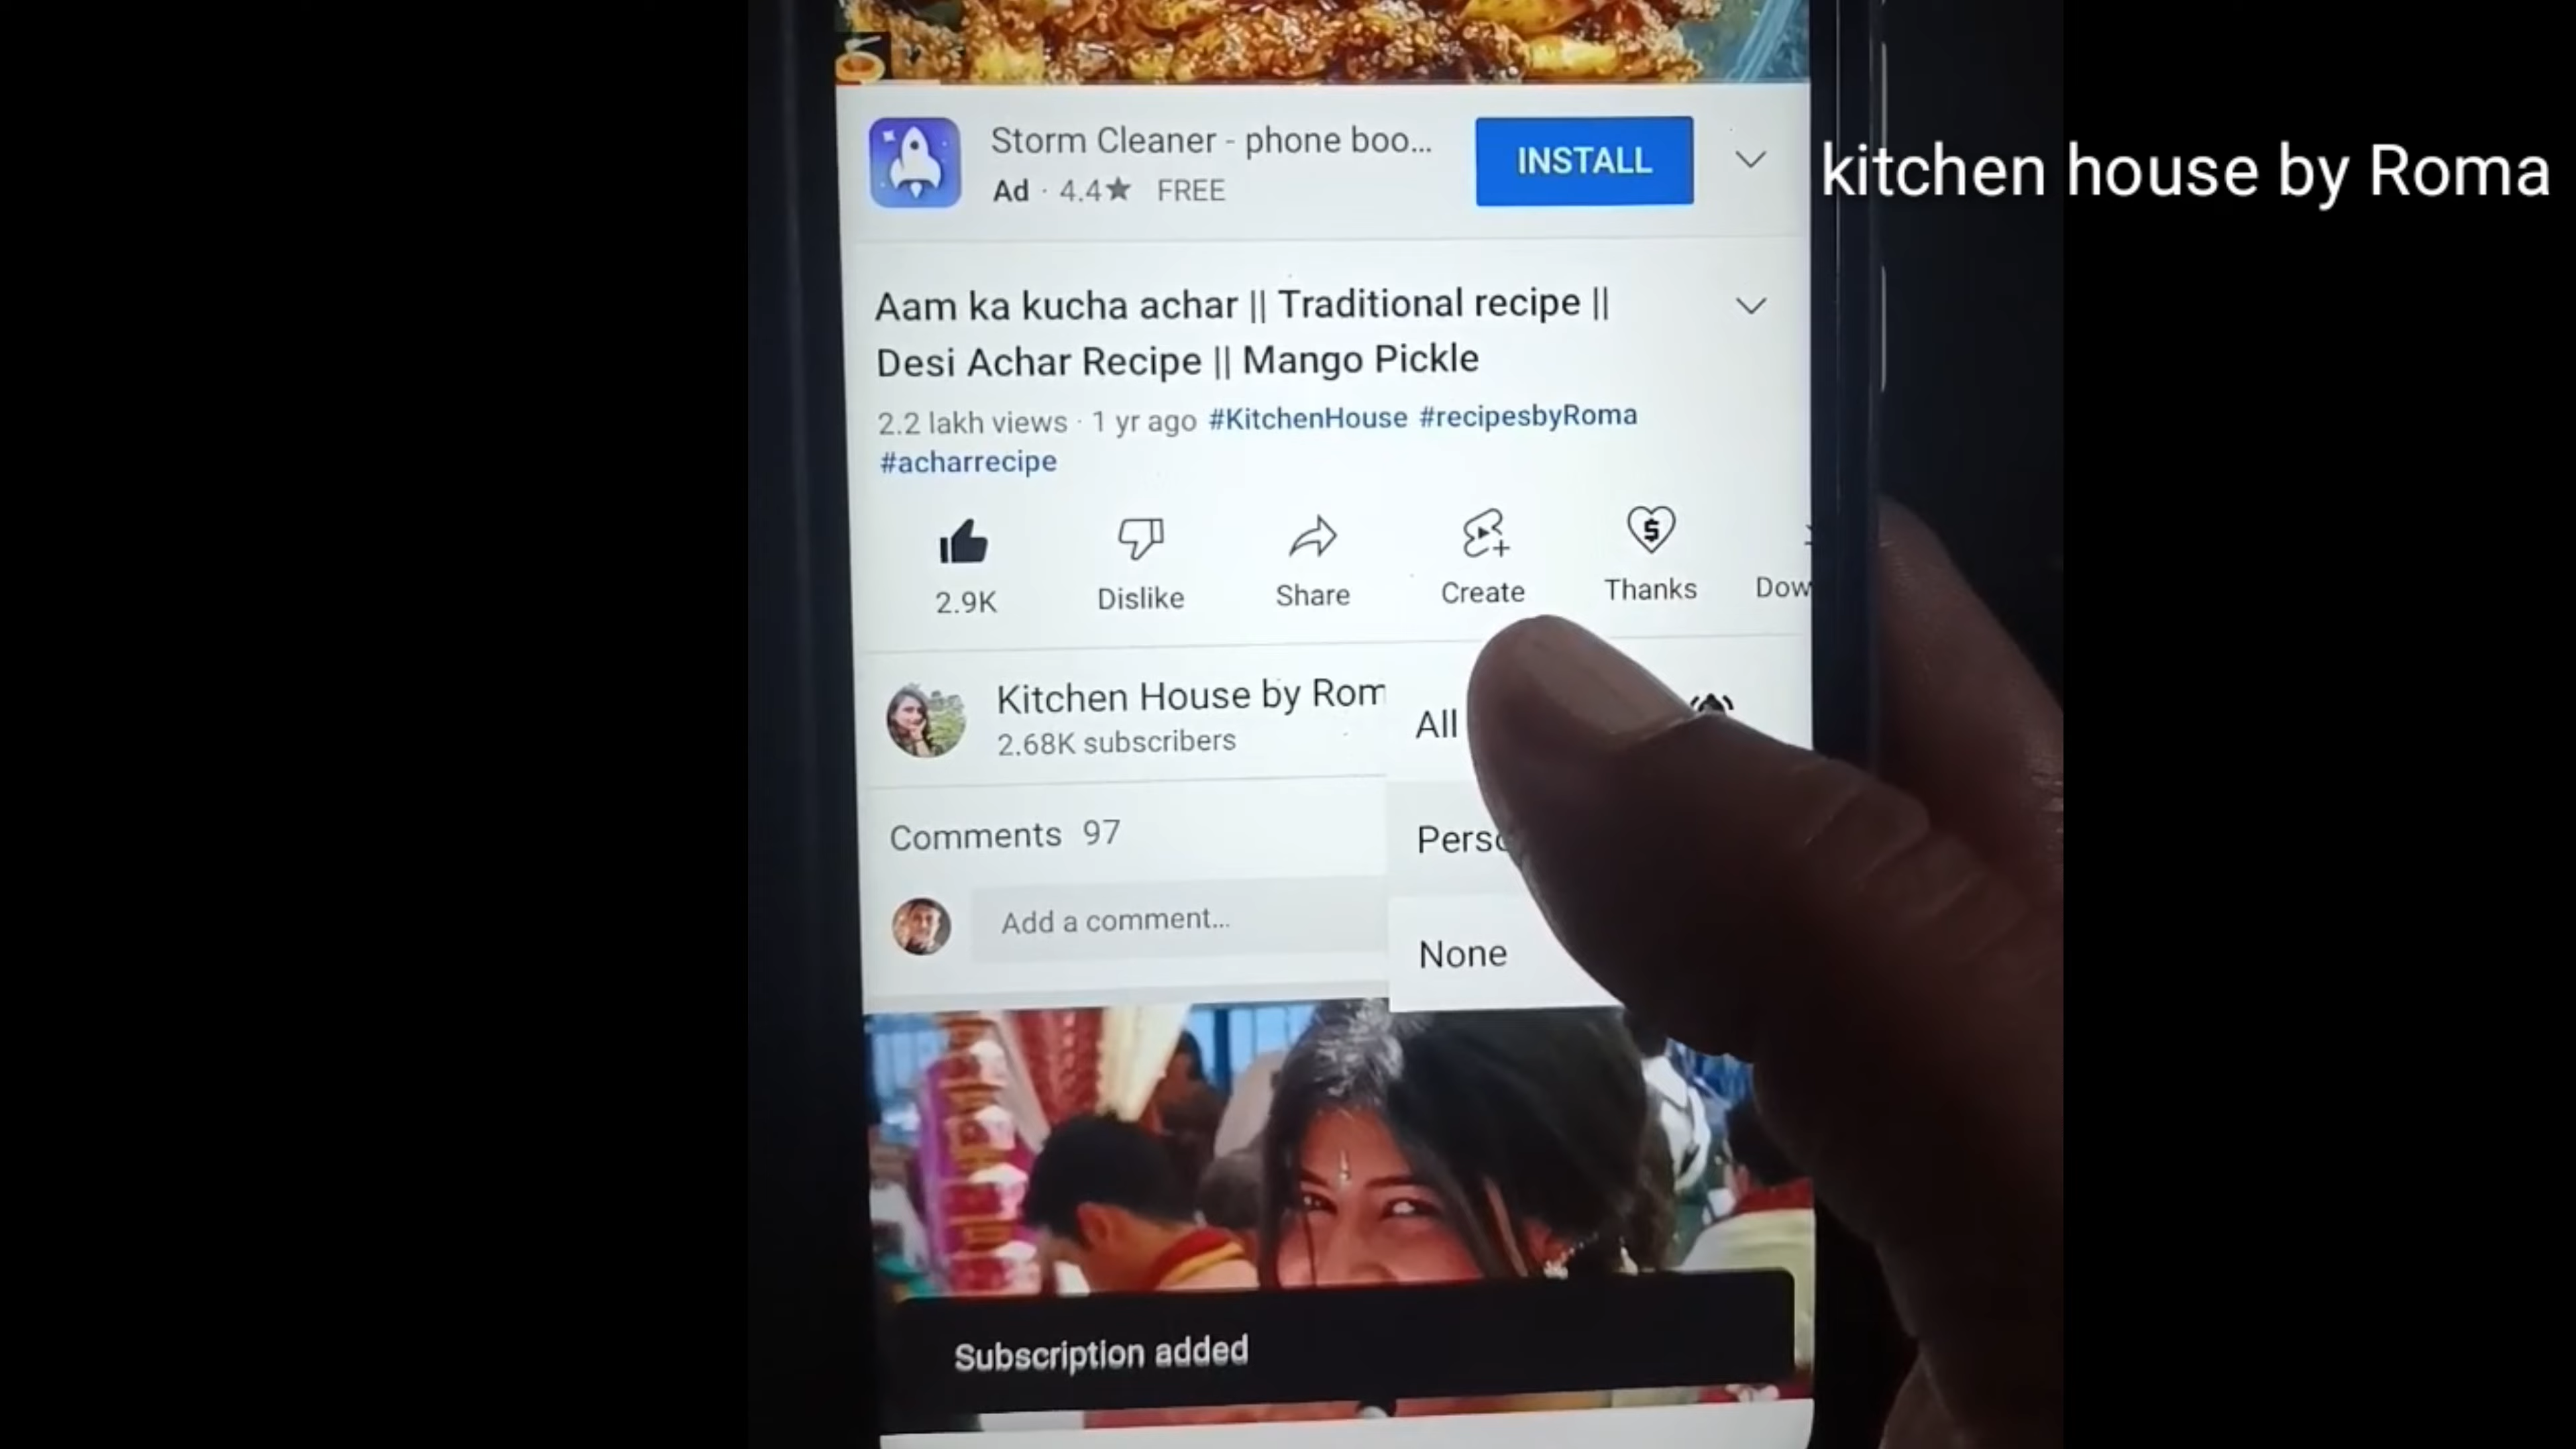 Storm Cleaner - phone boo...
Ad · 4.4★ FREE
INSTALL
kitchen house by Roma
Aam ka kucha achar || Traditional recipe ||
Desi Achar Recipe || Mango Pickle
2.2 lakh views · 1 yr ago #KitchenHouse #recipesbyRoma
#acharrecipe
2.9K
Dislike
Share
Create
Thanks
Dow
Kitchen House by Rom
2.68K subscribers
All
Comments 97
Perso
Add a comment...
None
Subscription added